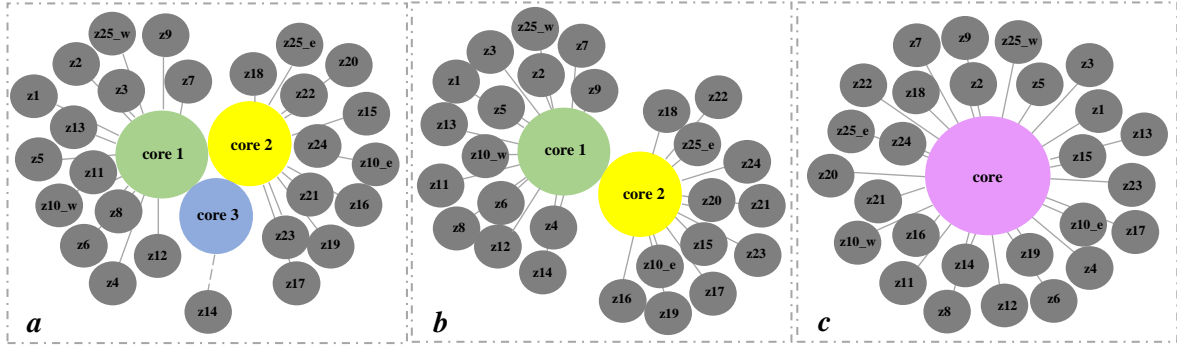 z25_w
z9
z2
z3
z7
z1
z13
z5
z11
z10_w
z8
z6
z12
z4
core 1
core 2
core 3
z14
z18
z25_e
z20
z22
z15
z24
z10_e
z21
z16
z23
z19
z17
a
z25_w
z3
z7
z2
z1
z9
z5
z13
z10_w
z11
z6
z8
z12
z4
z14
core 1
core 2
z18
z22
z25_e
z24
z20
z21
z15
z23
z10_e
z17
z16
z19
b
z7
z9
z25_w
z3
z22
z18
z2
z5
z1
z25_e
z24
z13
z15
z20
z23
z21
z10_e
z17
z10_w
z16
z19
z4
z14
z11
z8
z12
z6
core
c